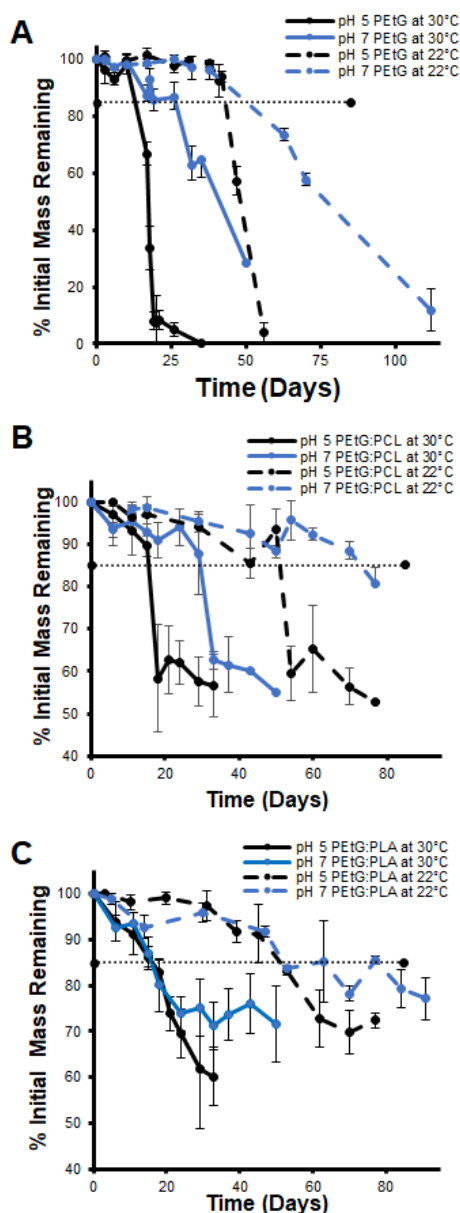 A
pH 5 PEtG at 30°C
pH 7 PEtG at 30°C
pH 5 PEtG at 22°C
pH 7 PEtG at 22°C
% Initial Mass Remaining
100
80
60
40
20
0
0 25 50 75 100
Time (Days)
B
pH 5 PEtG:PCL at 30°C
pH 7 PEtG:PCL at 30°C
pH 5 PEtG:PCL at 22°C
pH 7 PEtG:PCL at 22°C
% Initial Mass Remaining
100
90
80
70
60
50
40
0 20 40 60 80
Time (Days)
C
pH 5 PEtG:PLA at 30°C
pH 7 PEtG:PLA at 30°C
pH 5 PEtG:PLA at 22°C
pH 7 PEtG:PLA at 22°C
% Initial Mass Remaining
100
90
80
70
60
50
40
0 20 40 60 80
Time (Days)